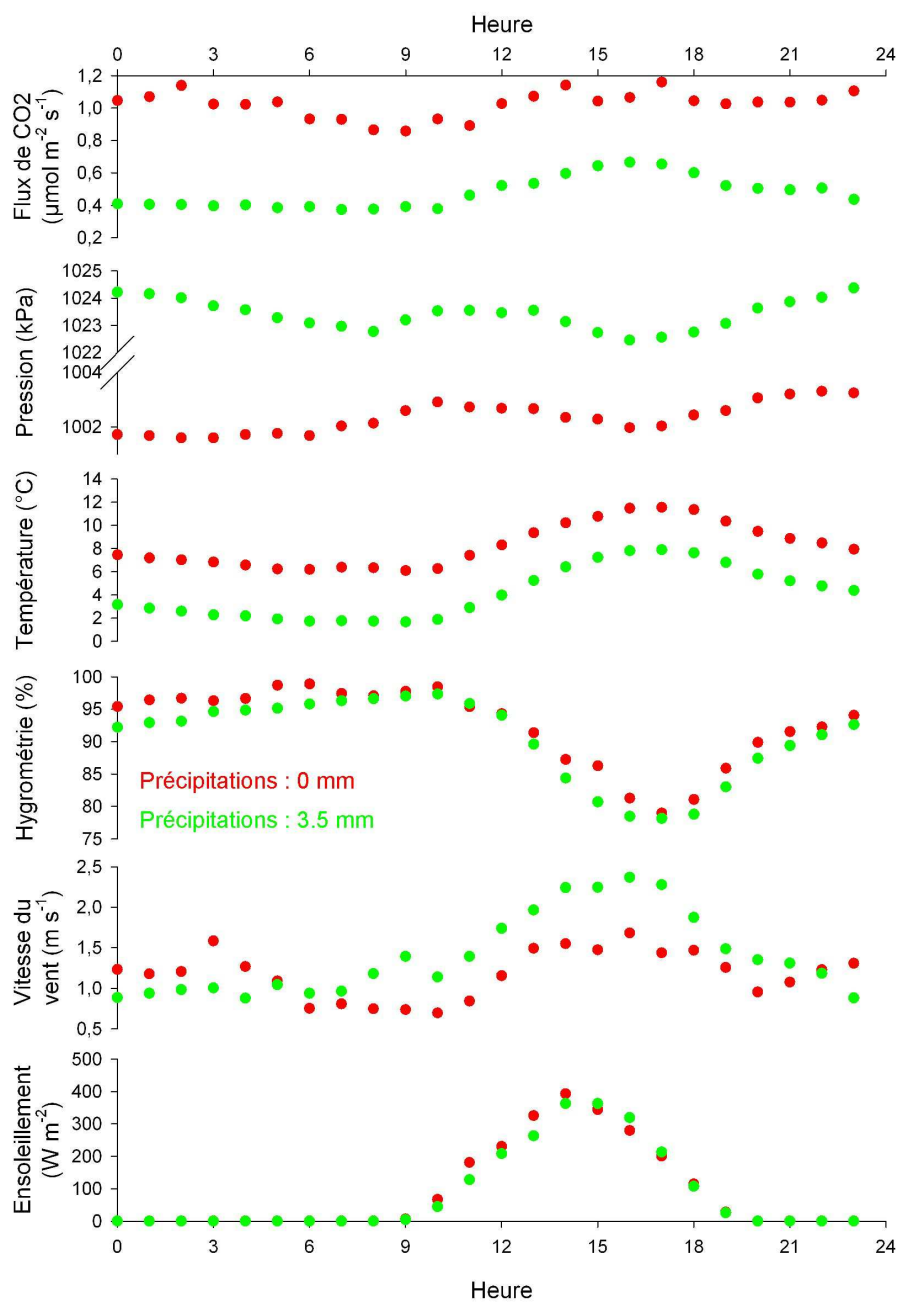 Heure
0 3 6 9 12 15 18 21 24
Flux de CO2
(µmol m-2 s-1)
1,2
1,0
0,8
0,6
0,4
0,2
Pression (kPa)
1025
1024
1023
1022
1004
1002
Température (°C)
14
12
10
8
6
4
2
0
Hygrométrie (%)
100
95
90
85
80
75
Précipitations : 0 mm
Précipitations : 3.5 mm
Vitesse du
vent (m s-1)
2,5
2,0
1,5
1,0
0,5
Ensoleillement
(W m-2)
500
400
300
200
100
0
0 3 6 9 12 15 18 21 24
Heure